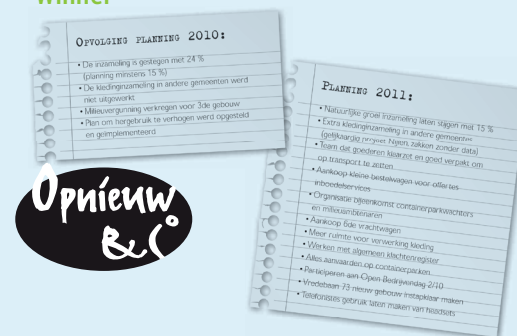 winner
OPVOLGING PLANNING 2010:
• De inzameling is gestegen met 24 %
(planning minstens 15 %)
• De kledinginzameling in andere gemeenten werd
niet uitgewerkt
• Milieuvergunning verkregen voor 3de gebouw
• Plan om hergebruik te verhogen werd opgesteld
en geïmplementeerd
Opnieuw
& C°
PLANNING 2011:
• Natuurlijke groei inzameling laten stijgen met 15 %
• Extra kledinginzameling in andere gemeenten
(gelijkaardig project Nijlen zakken zonder data)
• Team dat goederen klaarzet en goed verpakt om
op transport te zetten
• Aankoop kleine bestelwagen voor offertes
inboedelservices
• Organisatie bijeenkomst containerparkwachters
en milieuambtenaren
• Aankoop 6de vrachtwagen
• Meer ruimte voor verwerking kleding
• Werken met algemeen klachtenregister
• Alles aanvaarden op containerparken
• Participeren aan Open Bedrijvendag 2/10
• Vredebaan 73 nieuw gebouw instapklaar maken
• Telefonistes gebruik laten maken van headsets